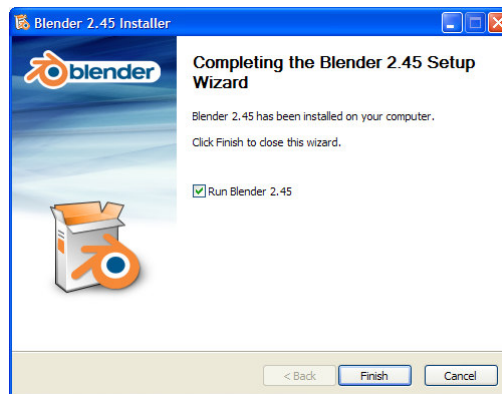 Blender 2.45 Installer
blender
Completing the Blender 2.45 Setup
Wizard
Blender 2.45 has been installed on your computer.
Click Finish to close this wizard.
Run Blender 2.45
< Back
Finish
Cancel